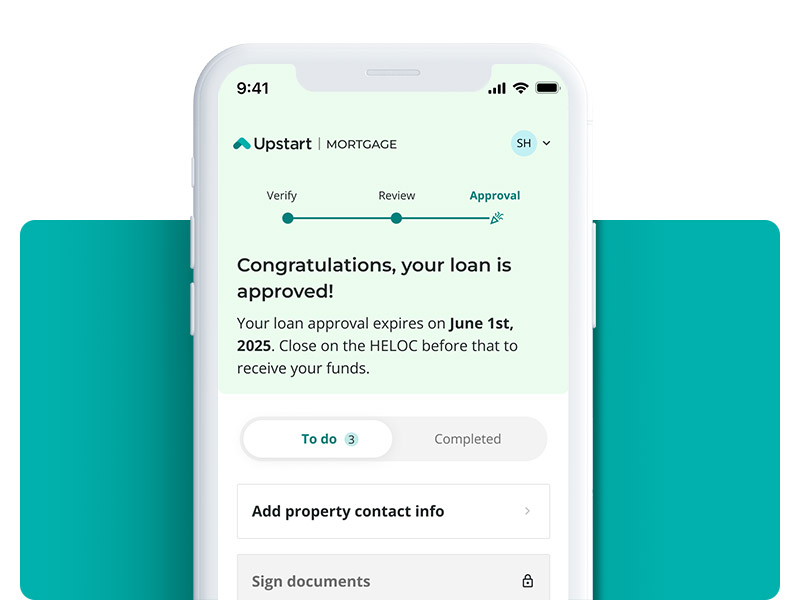 9:41
Upstart | MORTGAGE
SH
Verify Review Approval
Congratulations, your loan is
approved!
Your loan approval expires on June 1st,
2025. Close on the HELOC before that to
receive your funds.
To do 3 Completed
Add property contact info
Sign documents